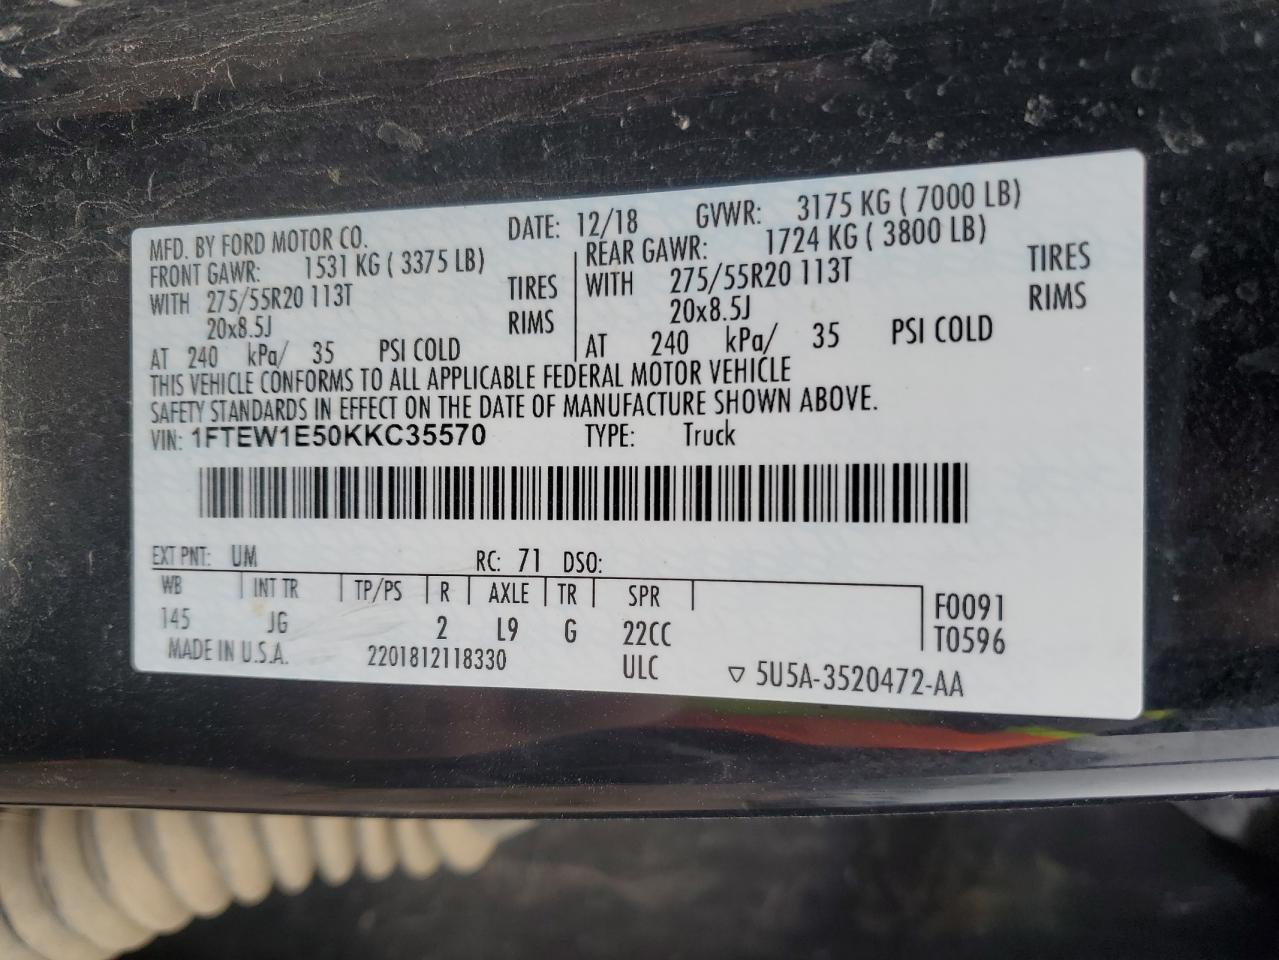 MFD. BY FORD MOTOR CO. DATE: 12/18 GVWR: 3175 KG ( 7000 LB)
FRONT GAWR: 1531 KG ( 3375 LB) REAR GAWR: 1724 KG ( 3800 LB)
WITH 275/55R20 113T TIRES WITH 275/55R20 113T TIRES
20x8.5J RIMS 20x8.5J RIMS
AT 240 kPa/ 35 PSI COLD AT 240 kPa/ 35 PSI COLD
THIS VEHICLE CONFORMS TO ALL APPLICABLE FEDERAL MOTOR VEHICLE
SAFETY STANDARDS IN EFFECT ON THE DATE OF MANUFACTURE SHOWN ABOVE.
VIN: 1FTEW1E50KKC35570 TYPE: Truck
EXT PNT: UM RC: 71 DSO:
WB INT TR TP/PS R AXLE TR SPR F0091
145 JG 2 L9 G 22CC T0596
MADE IN U.S.A. 2201812118330 ULC ▽ 5U5A-3520472-AA